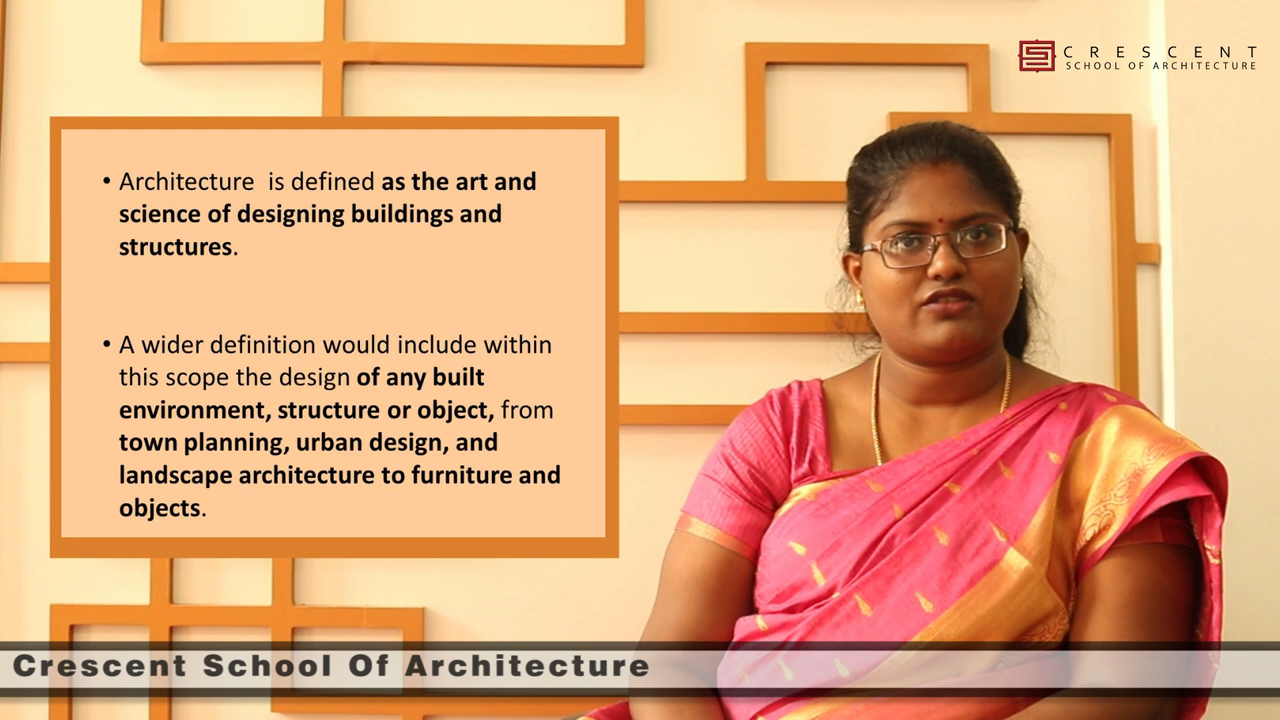 CRESCENT
SCHOOL OF ARCHITECTURE
• Architecture is defined as the art and
science of designing buildings and
structures.
• A wider definition would include within
this scope the design of any built
environment, structure or object, from
town planning, urban design, and
landscape architecture to furniture and
objects.
Crescent School Of Architecture